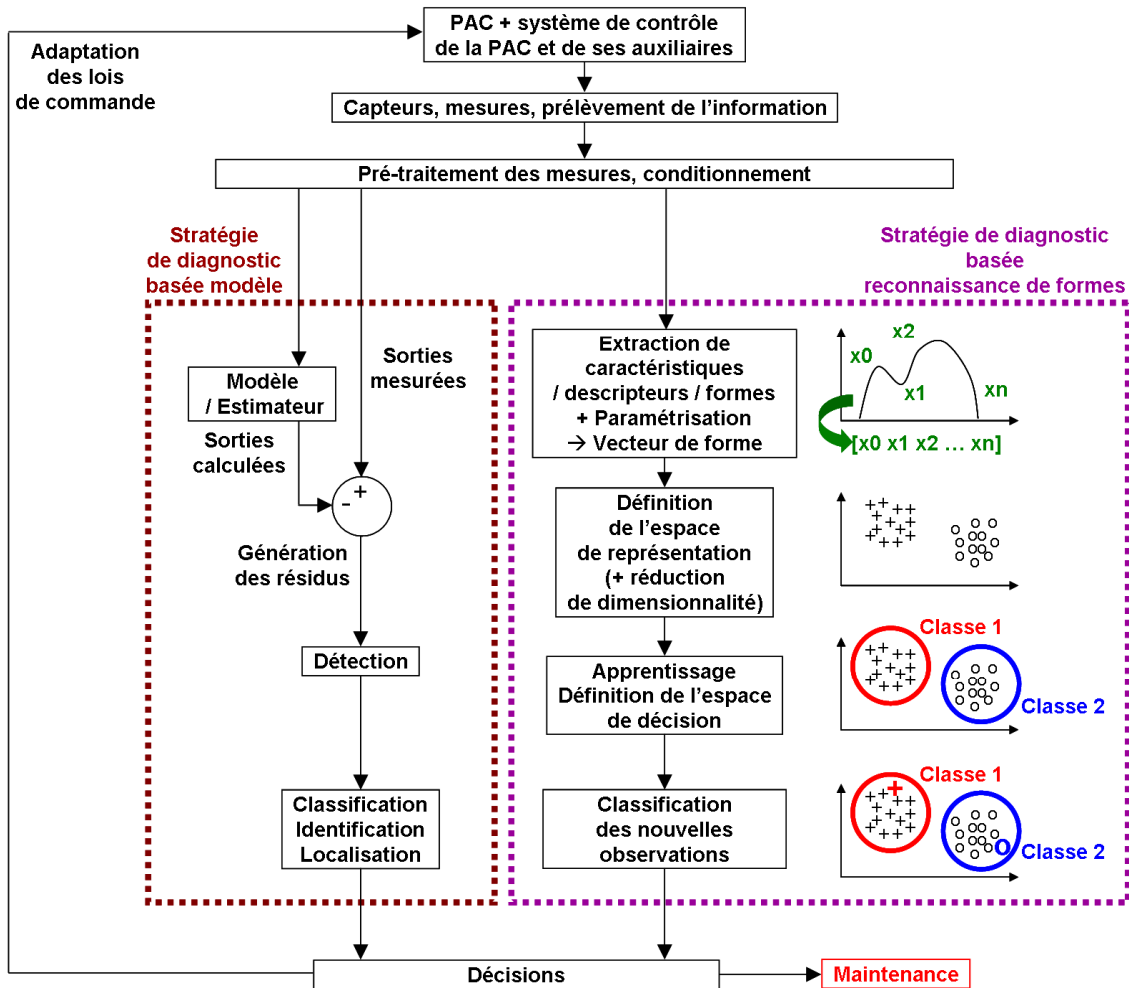 PAC + système de contrôle
de la PAC et de ses auxiliaires
Adaptation
des lois
de commande
Capteurs, mesures, prélèvement de l'information
Pré-traitement des mesures, conditionnement
Stratégie
de diagnostic
basée modèle
Stratégie de diagnostic
basée
reconnaissance de formes
Modèle
/ Estimateur
Sorties
mesurées
Sorties
calculées
- +
Génération
des résidus
Détection
Classification
Identification
Localisation
Extraction de
caractéristiques
/ descripteurs / formes
+ Paramétrisation
→ Vecteur de forme
x0
x2
x1
xn
[x0 x1 x2 … xn]
Définition
de l'espace
de représentation
(+ réduction
de dimensionnalité)
Apprentissage
Définition de l'espace
de décision
Classe 1
Classe 2
Classification
des nouvelles
observations
Classe 1
Classe 2
Décisions
Maintenance